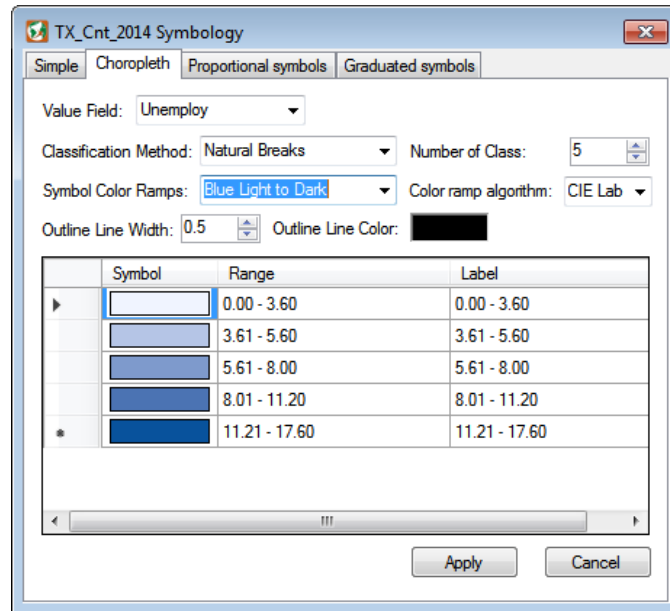 TX_Cnt_2014 Symbology
Simple Choropleth Proportional symbols Graduated symbols
Value Field: Unemploy
Classification Method: Natural Breaks Number of Class: 5
Symbol Color Ramps: Blue Light to Dark Color ramp algorithm: CIE Lab
Outline Line Width: 0.5 Outline Line Color:
Symbol Range Label
0.00 - 3.60 0.00 - 3.60
3.61 - 5.60 3.61 - 5.60
5.61 - 8.00 5.61 - 8.00
8.01 - 11.20 8.01 - 11.20
11.21 - 17.60 11.21 - 17.60
Apply Cancel